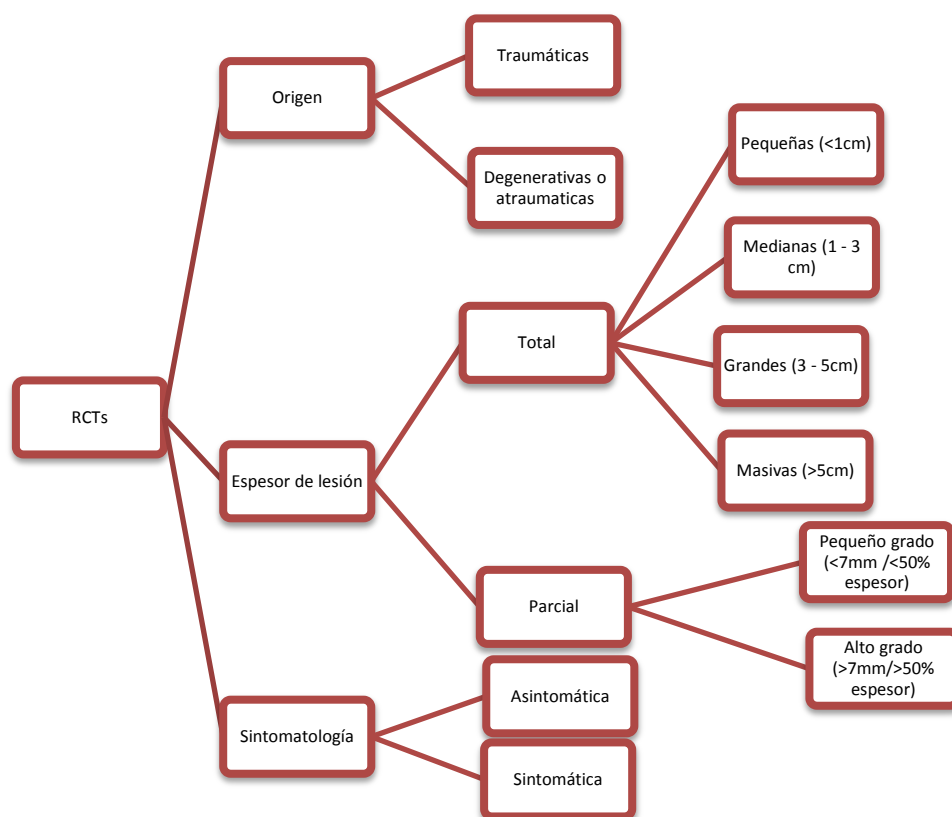 RCTs
Origen
Traumáticas
Degenerativas o
atraumaticas
Espesor de lesión
Total
Pequeñas (<1cm)
Medianas (1 - 3
cm)
Grandes (3 - 5cm)
Masivas (>5cm)
Parcial
Pequeño grado
(<7mm /<50%
espesor)
Alto grado
(>7mm/>50%
espesor)
Sintomatología
Asintomática
Sintomática